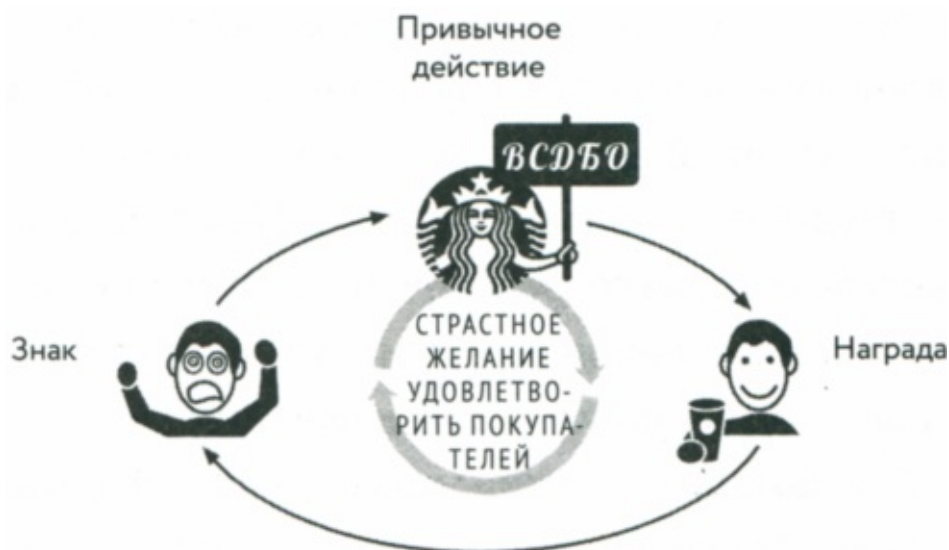 Привычное
действие
ВСДБО
Знак
СТРАСТНОЕ
ЖЕЛАНИЕ
УДОВЛЕТВО-
РИТЬ ПОКУПА-
ТЕЛЕЙ
Награда